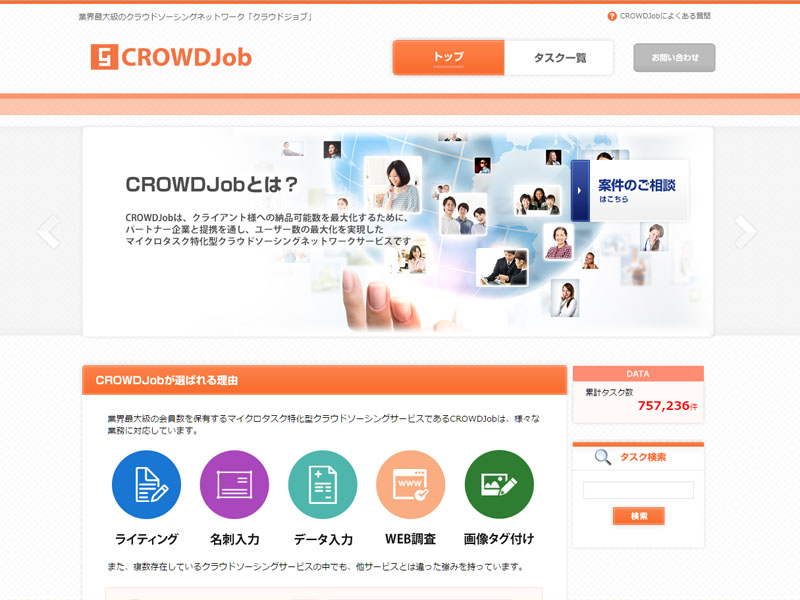 業界最大級のクラウドソーシングネットワーク「クラウドジョブ」
CROWDJobによくある質問
CROWDJob
トップ
タスク一覧
お問い合わせ
CROWDJobとは？
CROWDJobは、クライアント様への納品可能数を最大化するために、
パートナー企業と提携を通し、ユーザー数の最大化を実現した
マイクロタスク特化型クラウドソーシングネットワークサービスです
案件のご相談
はこちら
CROWDJobが選ばれる理由
業界最大級の会員数を保有するマイクロタスク特化型クラウドソーシングサービスであるCROWDJobは、様々な
業務に対応しています。
WWW
ライティング
名刺入力
データ入力
WEB調査
画像タグ付け
また、複数存在しているクラウドソーシングサービスの中でも、他サービスとは違った強みを持っています。
DATA
累計タスク数
757,236件
タスク検索
検索